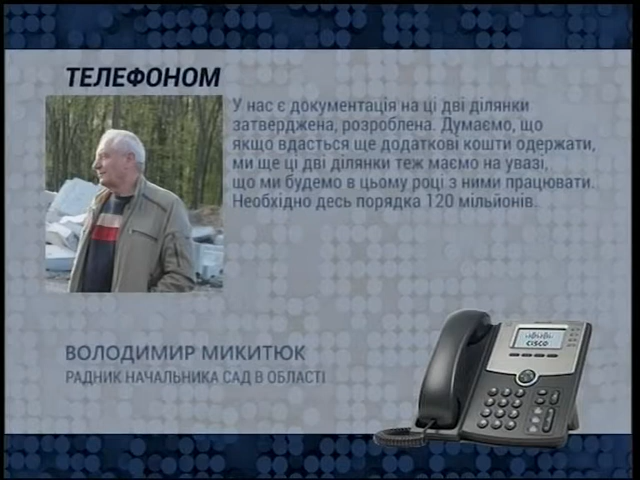 ТЕЛЕФОНОМ
У нас є документація на ці дві ділянки
затверджена, розроблена. Думаємо, що
якщо вдасться ще додаткові кошти одержати,
ми ще ці дві ділянки теж маємо на увазі,
що ми будемо в цьому році з ними працювати.
Необхідно десь порядка 120 мільйонів.
ВОЛОДИМИР МИКИТЮК
РАДНИК НАЧАЛЬНИКА САД В ОБЛАСТІ
CISCO